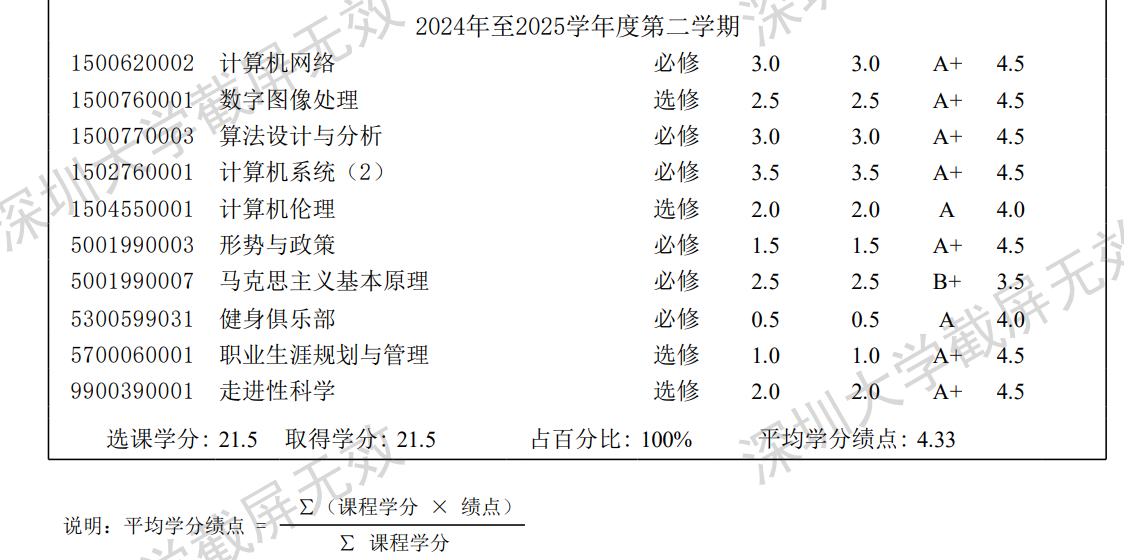 2024年至2025学年度第二学期
1500620002 计算机网络 必修 3.0 3.0 A+ 4.5
1500760001 数字图像处理 选修 2.5 2.5 A+ 4.5
1500770003 算法设计与分析 必修 3.0 3.0 A+ 4.5
1502760001 计算机系统（2） 必修 3.5 3.5 A+ 4.5
1504550001 计算机伦理 选修 2.0 2.0 A 4.0
5001990003 形势与政策 必修 1.5 1.5 A+ 4.5
5001990007 马克思主义基本原理 必修 2.5 2.5 B+ 3.5
5300599031 健身俱乐部 必修 0.5 0.5 A 4.0
5700060001 职业生涯规划与管理 选修 1.0 1.0 A+ 4.5
9900390001 走进性科学 选修 2.0 2.0 A+ 4.5
选课学分：21.5 取得学分：21.5 占百分比：100% 平均学分绩点：4.33
说明：平均学分绩点 = ∑（课程学分 × 绩点）
∑ 课程学分
深圳大学截屏无效
深圳大学截屏无效